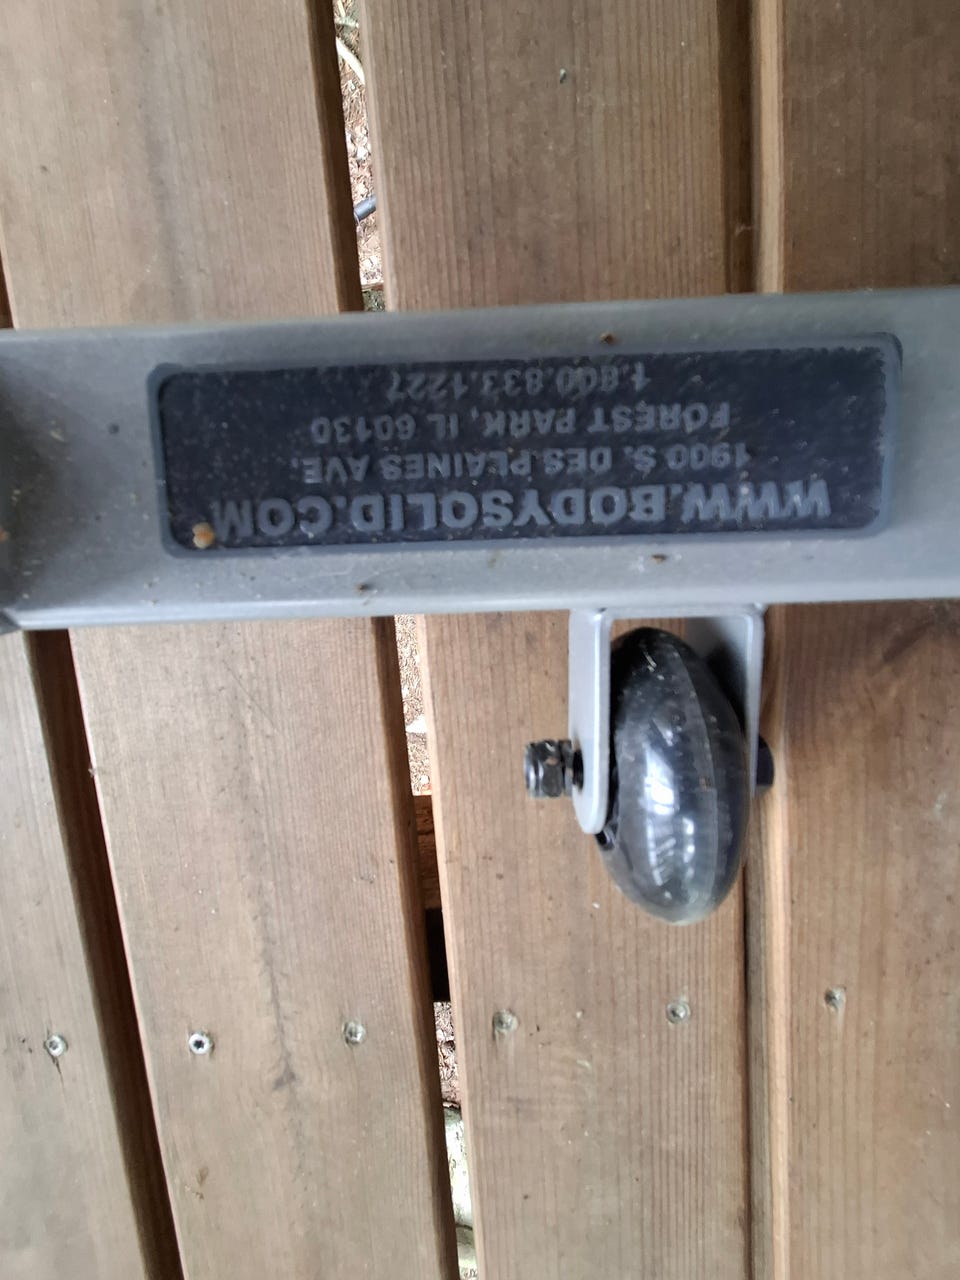 WWW.BODYSOLID.COM
1900 S. DES PLAINES AVE.
FOREST PARK, IL 60130
1.800.833.1227